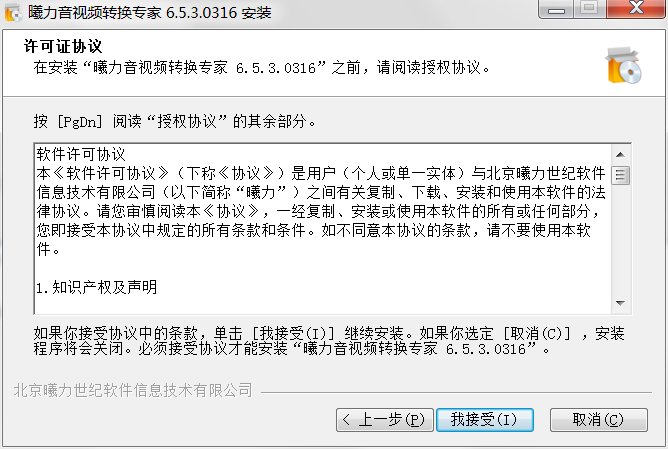 曦力音视频转换专家 6.5.3.0316 安装
许可证协议
在安装“曦力音视频转换专家 6.5.3.0316”之前，请阅读授权协议。
按 [PgDn] 阅读“授权协议”的其余部分。
软件许可协议
本《软件许可协议》（下称《协议》）是用户（个人或单一实体）与北京曦力世纪软件
信息技术有限公司（以下简称“曦力”）之间有关复制、下载、安装和使用本软件的法
律协议。请您审慎阅读本《协议》，一经复制、安装或使用本软件的所有或任何部分，
您即接受本协议中规定的所有条款和条件。如不同意本协议的条款，请不要使用本软
件。
1.知识产权及声明
如果你接受协议中的条款，单击 [我接受(I)] 继续安装。如果你选定 [取消(C)] ，安装
程序将会关闭。必须接受协议才能安装“曦力音视频转换专家 6.5.3.0316”。
北京曦力世纪软件信息技术有限公司
< 上一步(P)
我接受(I)
取消(C)